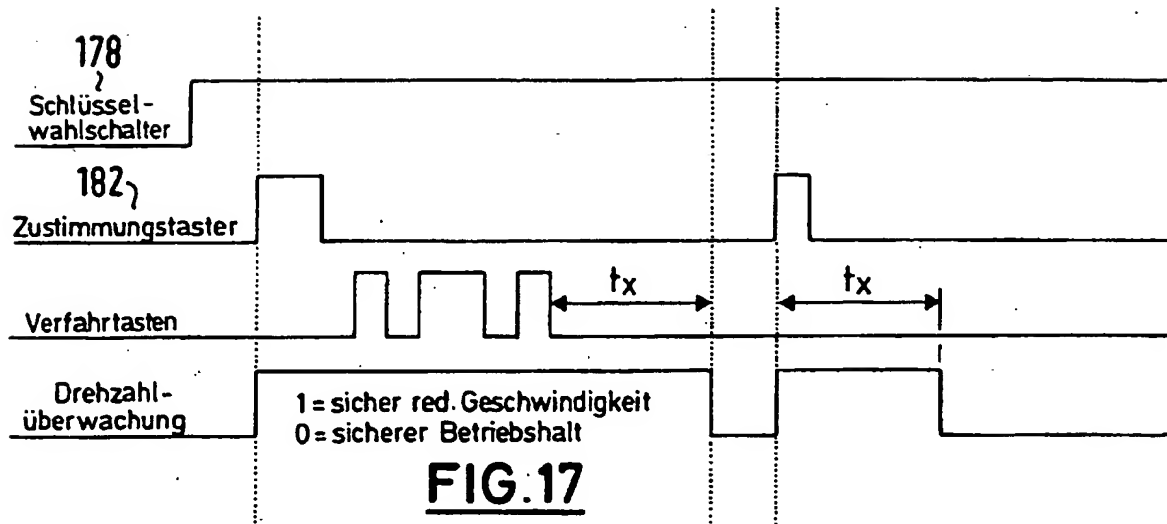 178
Schlüssel-
wahlschalter
182
Zustimmungstaster
tx
tx
Verfahrtasten
Drehzahl-
überwachung
1 = sicher red. Geschwindigkeit
0 = sicherer Betriebshalt
FIG.17